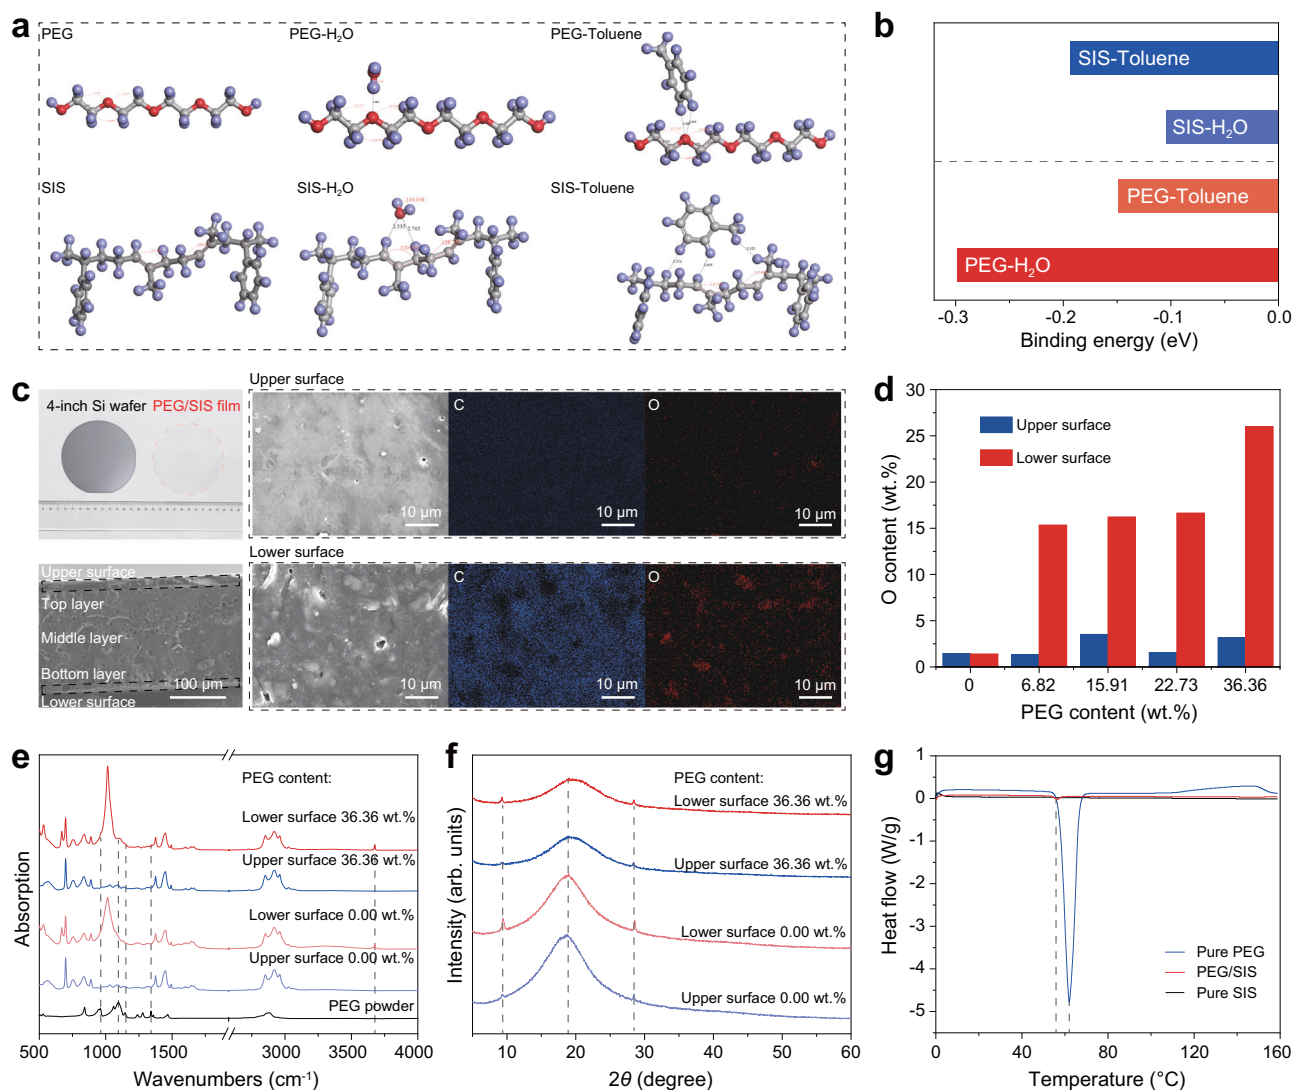 a
PEG
PEG-H₂O
PEG-Toluene
SIS
SIS-H₂O
SIS-Toluene
b
SIS-Toluene
SIS-H₂O
PEG-Toluene
PEG-H₂O
-0.3
-0.2
-0.1
0.0
Binding energy (eV)
c
4-inch Si wafer
PEG/SIS film
Upper surface
C
O
10 μm
10 μm
10 μm
Upper surface
Top layer
Middle layer
Bottom layer
100 μm
Lower surface
Lower surface
C
O
10 μm
10 μm
10 μm
d
30
25
20
15
10
5
0
O content (wt.%)
Upper surface
Lower surface
0
6.82
15.91
22.73
36.36
PEG content (wt.%)
e
PEG content:
Lower surface 36.36 wt.%
Upper surface 36.36 wt.%
Lower surface 0.00 wt.%
Upper surface 0.00 wt.%
PEG powder
Absorption
500
1000
1500
3000
4000
Wavenumbers (cm⁻¹)
f
PEG content:
Lower surface 36.36 wt.%
Upper surface 36.36 wt.%
Lower surface 0.00 wt.%
Upper surface 0.00 wt.%
Intensity (arb. units)
10
20
30
40
50
60
2θ (degree)
g
1
0
-1
-2
-3
-4
-5
Heat flow (W/g)
Pure PEG
PEG/SIS
Pure SIS
0
40
80
120
160
Temperature (°C)